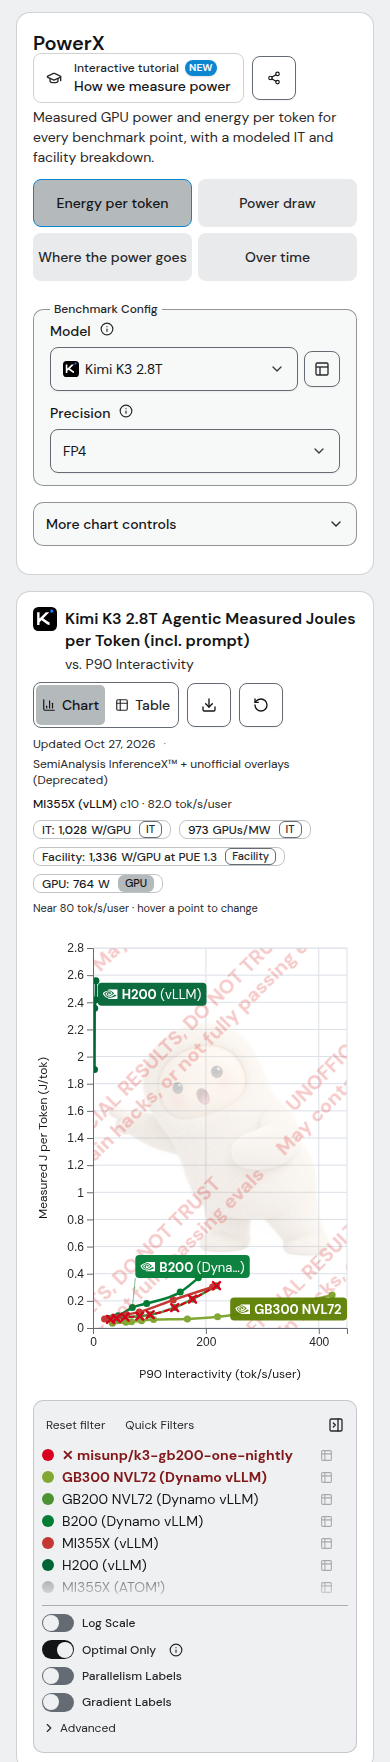 PowerX
Interactive tutorial NEW
How we measure power
Measured GPU power and energy per token for
every benchmark point, with a modeled IT and
facility breakdown.
Energy per token
Power draw
Where the power goes
Over time
Benchmark Config
Model
Kimi K3 2.8T
Precision
FP4
More chart controls
Kimi K3 2.8T Agentic Measured Joules
per Token (incl. prompt)
vs. P90 Interactivity
Chart
Table
Updated Oct 27, 2026 ·
SemiAnalysis InferenceX™ + unofficial overlays
(Deprecated)
MI355X (vLLM) c10 · 82.0 tok/s/user
IT: 1,028 W/GPU IT
973 GPUs/MW IT
Facility: 1,336 W/GPU at PUE 1.3 Facility
GPU: 764 W GPU
Near 80 tok/s/user · hover a point to change
Measured J per Token (J/tok)
2.8
2.6
2.4
2.2
2
1.8
1.6
1.4
1.2
1
0.8
0.6
0.4
0.2
0
H200 (vLLM)
B200 (Dyna...)
GB300 NVL72
0
200
400
P90 Interactivity (tok/s/user)
Reset filter
Quick Filters
✕ misunp/k3-gb200-one-nightly
GB300 NVL72 (Dynamo vLLM)
GB200 NVL72 (Dynamo vLLM)
B200 (Dynamo vLLM)
MI355X (vLLM)
H200 (vLLM)
MI355X (ATOM¹)
Log Scale
Optimal Only
Parallelism Labels
Gradient Labels
Advanced